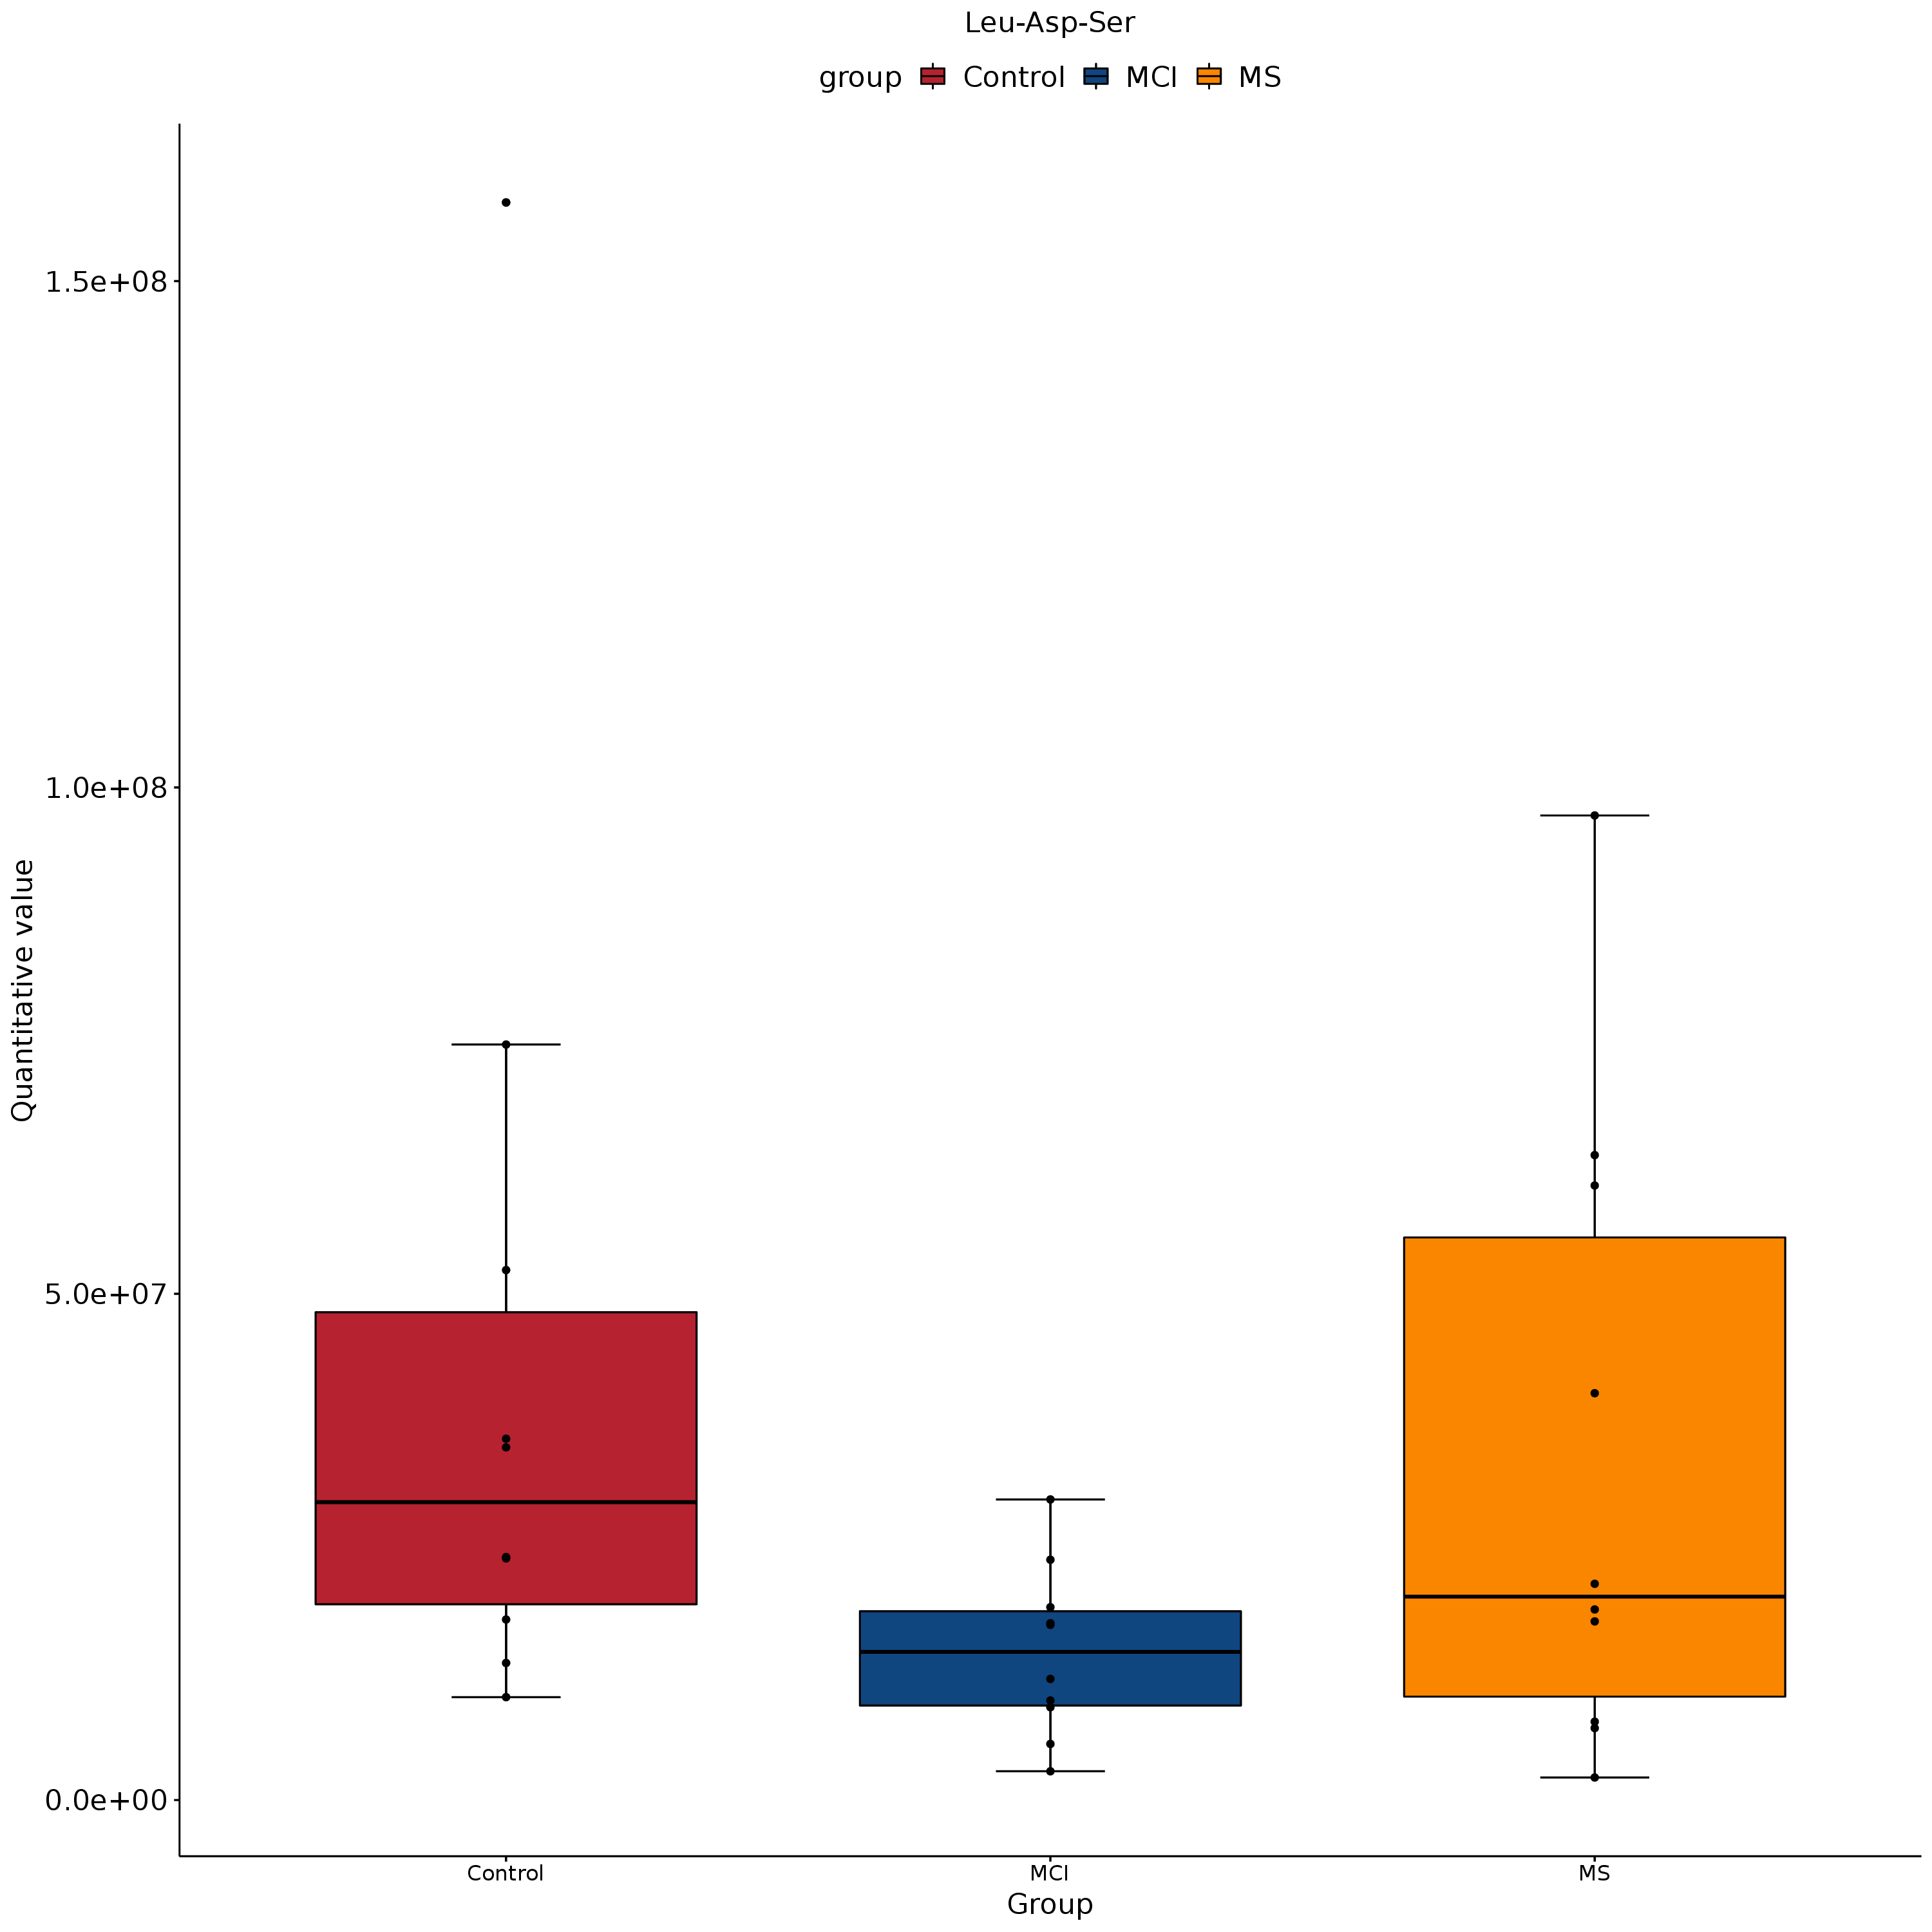 Leu-Asp-Ser
group Control MCI MS
Quantitative value
1.5e+08
1.0e+08
5.0e+07
0.0e+00
Control MCI MS
Group